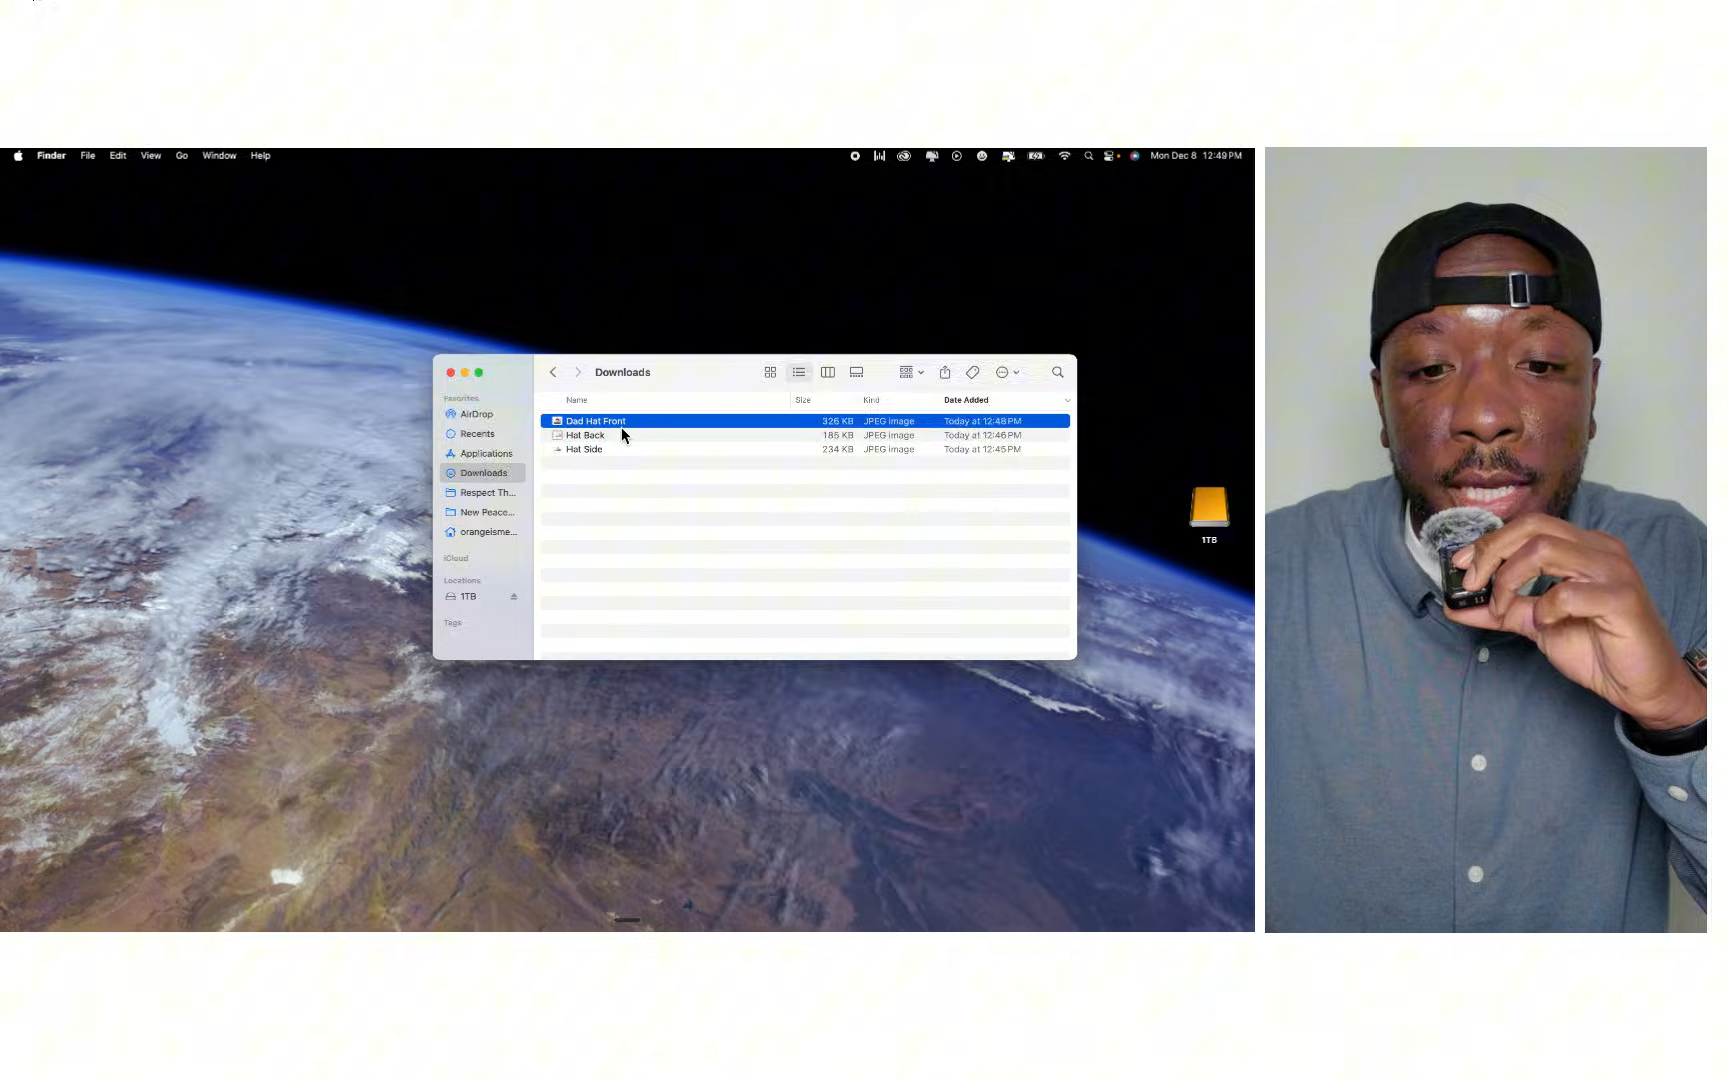 Finder File Edit View Go Window Help Mon Dec 8 12:49 PM
Downloads
Favorites
AirDrop
Recents
Applications
Downloads
Respect Th...
New Peace...
orangeisme...
iCloud
Locations
1TB
Tags
Name Size Kind Date Added
Dad Hat Front 326 KB JPEG image Today at 12:48 PM
Hat Back 185 KB JPEG image Today at 12:46 PM
Hat Side 234 KB JPEG image Today at 12:45 PM
1TB